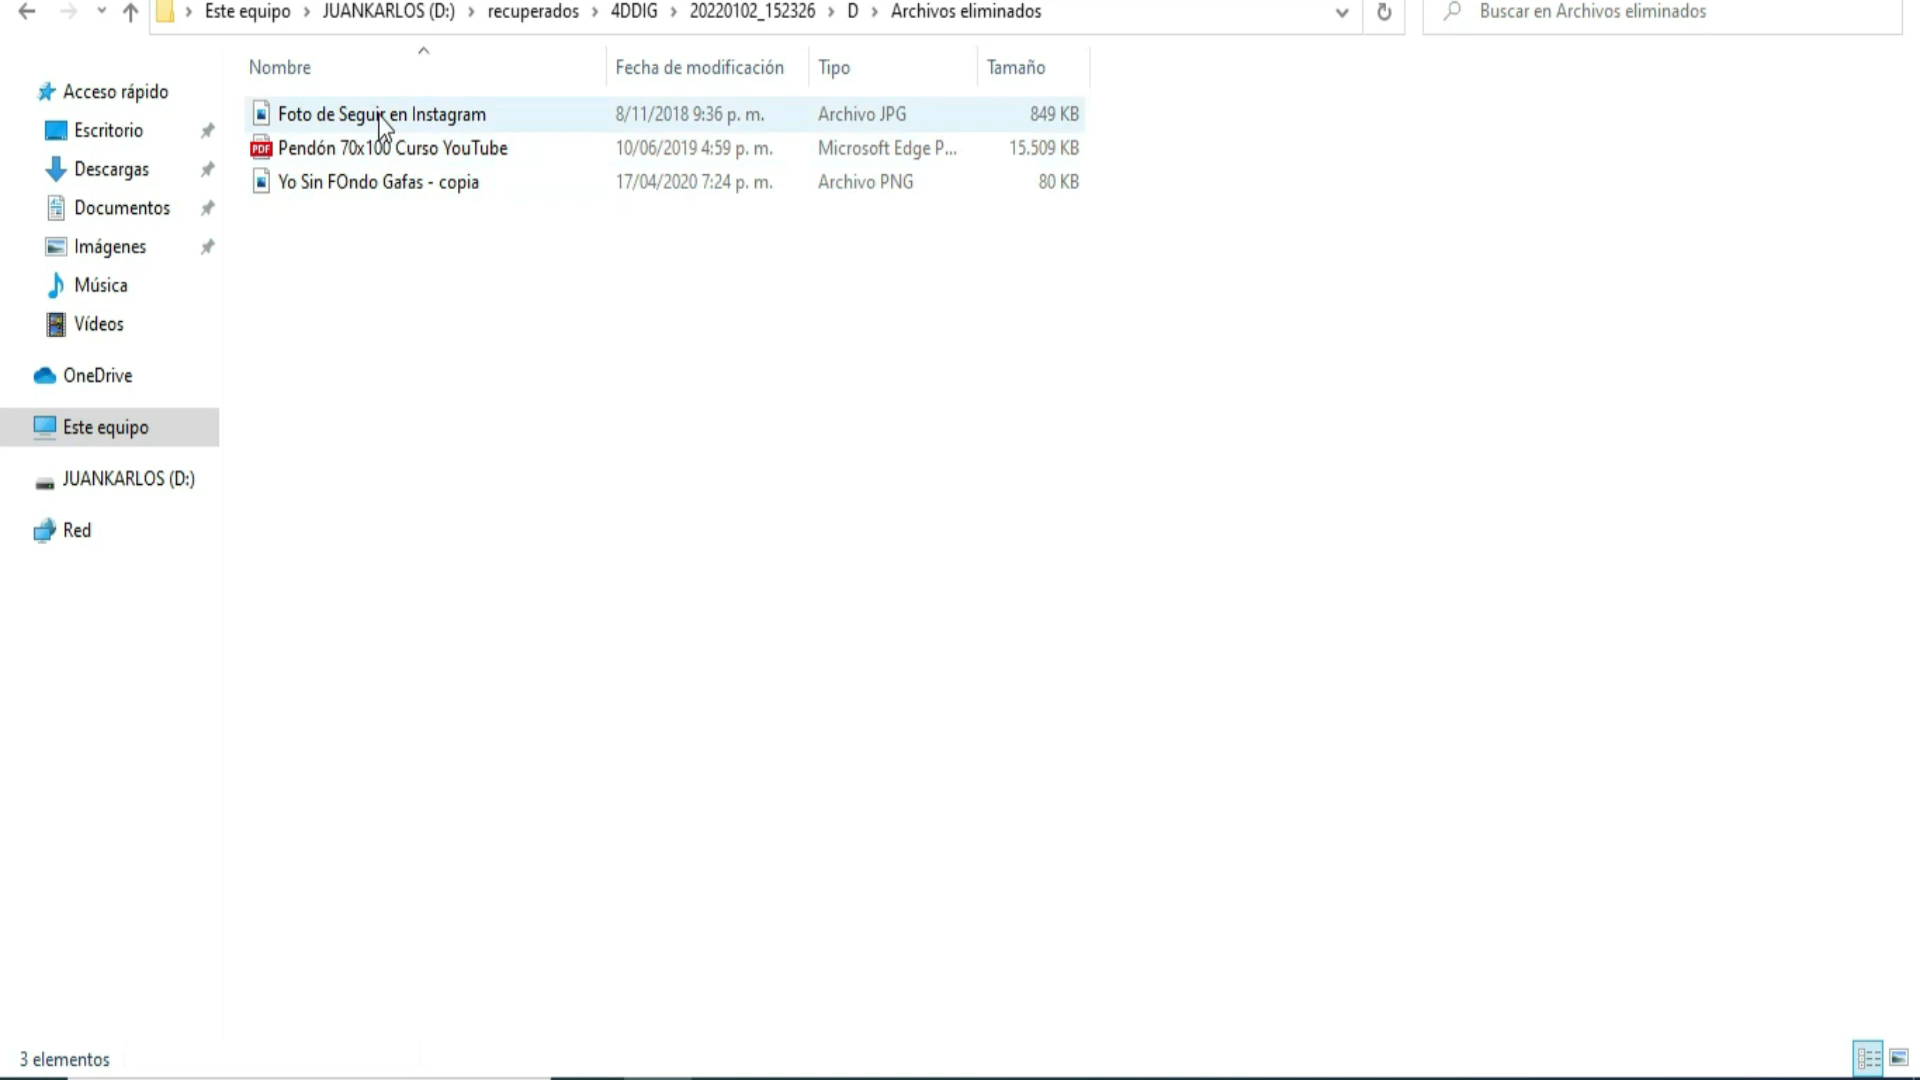 Este equipo > JUANKARLOS (D:) > recuperados > 4DDIG > 20220102_152326 > D > Archivos eliminados
Buscar en Archivos eliminados
Nombre Fecha de modificación Tipo Tamaño
Foto de Seguir en Instagram 8/11/2018 9:36 p. m. Archivo JPG 849 KB
PDF Pendón 70x100 Curso YouTube 10/06/2019 4:59 p. m. Microsoft Edge P... 15.509 KB
Yo Sin FOndo Gafas - copia 17/04/2020 7:24 p. m. Archivo PNG 80 KB
Acceso rápido
Escritorio
Descargas
Documentos
Imágenes
Música
Vídeos
OneDrive
Este equipo
JUANKARLOS (D:)
Red
3 elementos